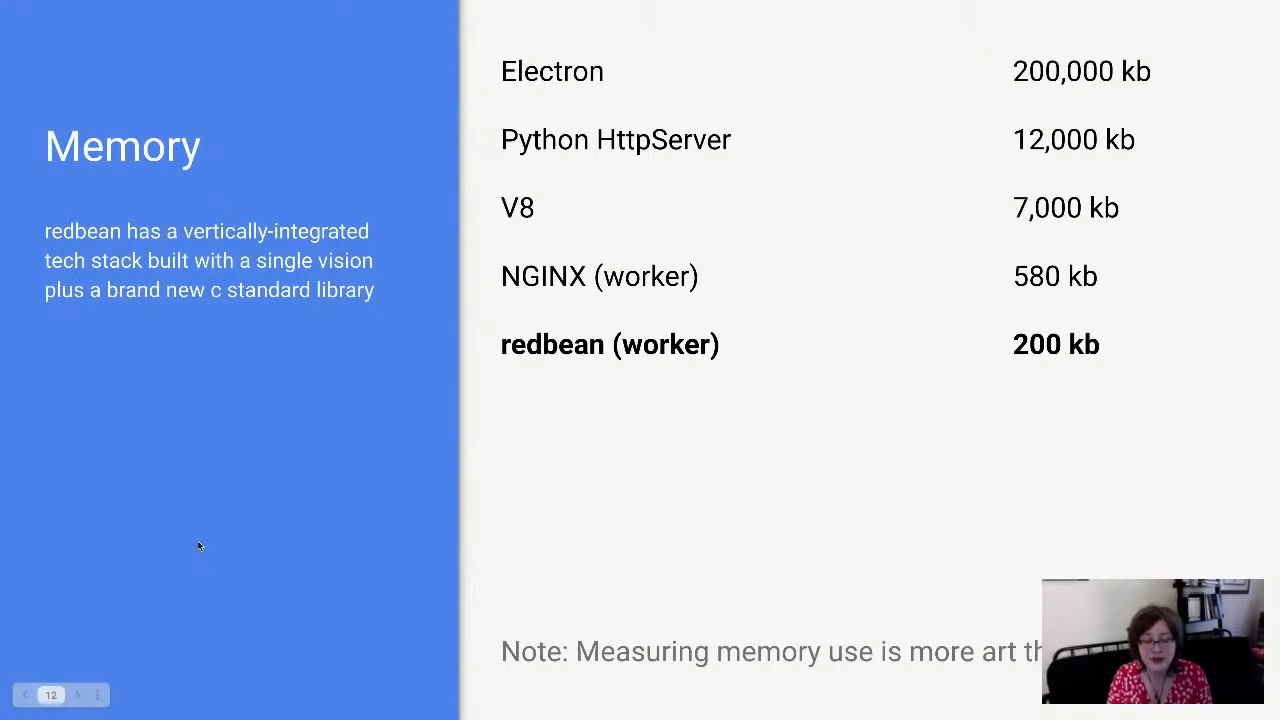 Memory
redbean has a vertically-integrated
tech stack built with a single vision
plus a brand new c standard library
Electron 200,000 kb
Python HttpServer 12,000 kb
V8 7,000 kb
NGINX (worker) 580 kb
redbean (worker) 200 kb
Note: Measuring memory use is more art
12